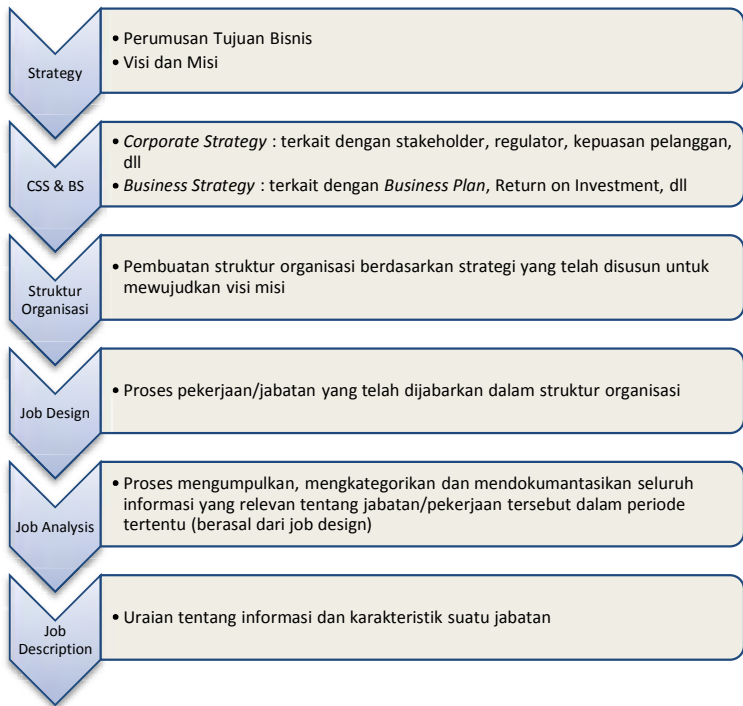 Strategy
• Perumusan Tujuan Bisnis
• Visi dan Misi
CSS & BS
• Corporate Strategy : terkait dengan stakeholder, regulator, kepuasan pelanggan,
dll
• Business Strategy : terkait dengan Business Plan, Return on Investment, dll
Struktur
Organisasi
• Pembuatan struktur organisasi berdasarkan strategi yang telah disusun untuk
mewujudkan visi misi
Job Design
• Proses pekerjaan/jabatan yang telah dijabarkan dalam struktur organisasi
Job Analysis
• Proses mengumpulkan, mengkategorikan dan mendokumantasikan seluruh
informasi yang relevan tentang jabatan/pekerjaan tersebut dalam periode
tertentu (berasal dari job design)
Job
Description
• Uraian tentang informasi dan karakteristik suatu jabatan